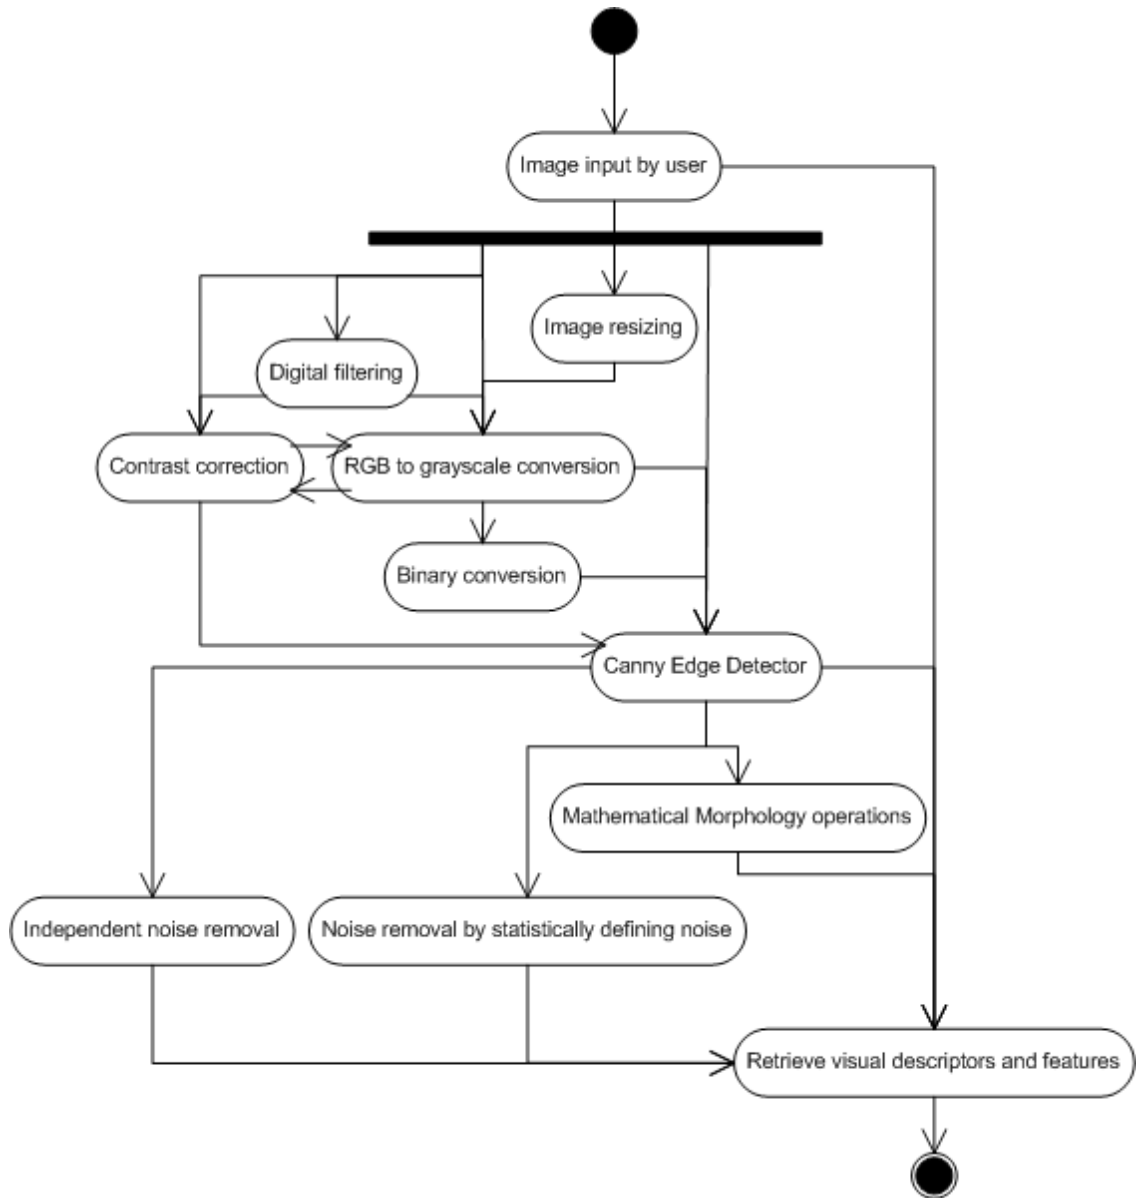 Image input by user
Image resizing
Digital filtering
Contrast correction
RGB to grayscale conversion
Binary conversion
Canny Edge Detector
Mathematical Morphology operations
Independent noise removal
Noise removal by statistically defining noise
Retrieve visual descriptors and features